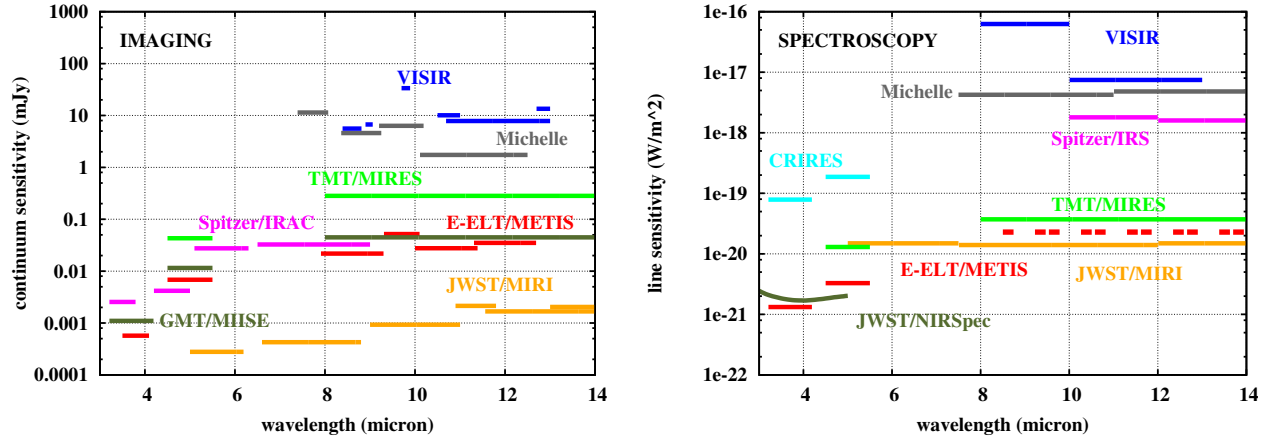 continuum sensitivity (mJy)
1000
100
10
1
0.1
0.01
0.001
0.0001
IMAGING
VISIR
Michelle
TMT/MIRES
Spitzer/IRAC
E-ELT/METIS
JWST/MIRI
GMT/MIISE
4 6 8 10 12 14
wavelength (micron)
line sensitivity (W/m^2)
1e-16
1e-17
1e-18
1e-19
1e-20
1e-21
1e-22
SPECTROSCOPY
VISIR
Michelle
Spitzer/IRS
CRIRES
TMT/MIRES
E-ELT/METIS
JWST/MIRI
JWST/NIRSpec
4 6 8 10 12 14
wavelength (micron)